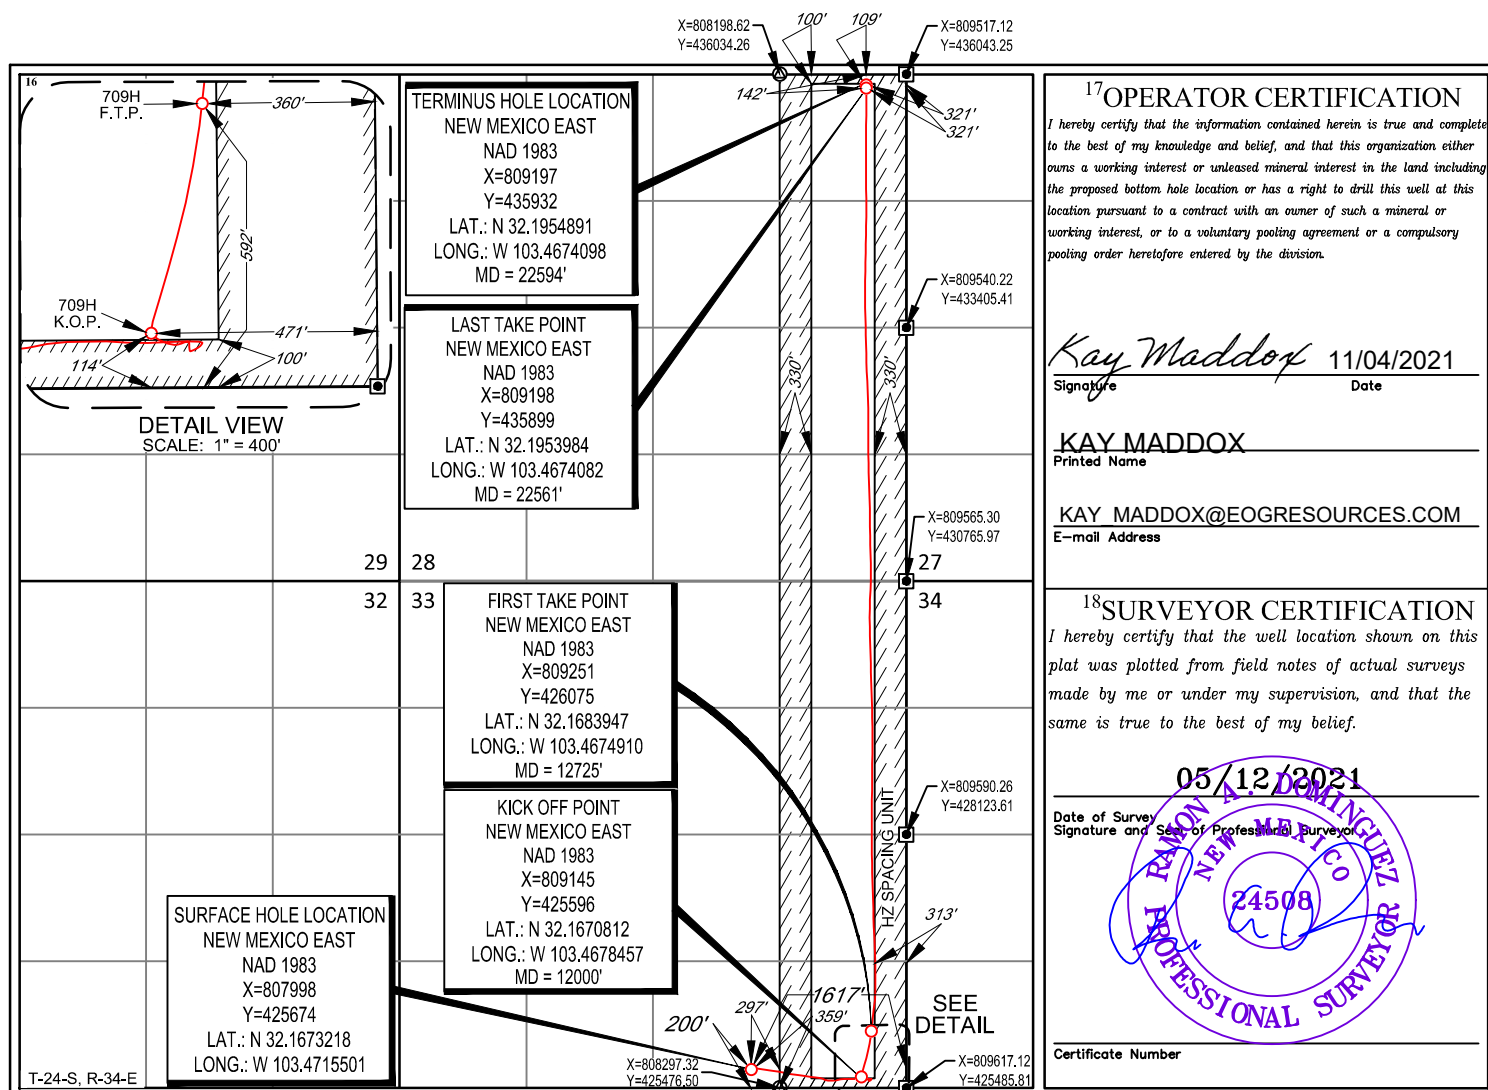 X=808198.62
Y=436034.26
100'
109'
X=809517.12
Y=436043.25
16
709H
F.T.P.
360'
592'
709H
K.O.P.
471'
114'
100'
DETAIL VIEW
SCALE: 1" = 400'
TERMINUS HOLE LOCATION
NEW MEXICO EAST
NAD 1983
X=809197
Y=435932
LAT.: N 32.1954891
LONG.: W 103.4674098
MD = 22594'
LAST TAKE POINT
NEW MEXICO EAST
NAD 1983
X=809198
Y=435899
LAT.: N 32.1953984
LONG.: W 103.4674082
MD = 22561'
142'
321'
321'
X=809540.22
Y=433405.41
330'
330'
X=809565.30
Y=430765.97
29 28
27
32 33
34
FIRST TAKE POINT
NEW MEXICO EAST
NAD 1983
X=809251
Y=426075
LAT.: N 32.1683947
LONG.: W 103.4674910
MD = 12725'
KICK OFF POINT
NEW MEXICO EAST
NAD 1983
X=809145
Y=425596
LAT.: N 32.1670812
LONG.: W 103.4678457
MD = 12000'
X=809590.26
Y=428123.61
HZ SPACING UNIT
313'
SURFACE HOLE LOCATION
NEW MEXICO EAST
NAD 1983
X=807998
Y=425674
LAT.: N 32.1673218
LONG.: W 103.4715501
200'
297'
1617'
359'
SEE
DETAIL
X=808297.32
Y=425476.50
X=809617.12
Y=425485.81
T-24-S, R-34-E
17OPERATOR CERTIFICATION
I hereby certify that the information contained herein is true and complete
to the best of my knowledge and belief, and that this organization either
owns a working interest or unleased mineral interest in the land including
the proposed bottom hole location or has a right to drill this well at this
location pursuant to a contract with an owner of such a mineral or
working interest, or to a voluntary pooling agreement or a compulsory
pooling order heretofore entered by the division.
Kay Maddox 11/04/2021
Signature Date
KAY MADDOX
Printed Name
KAY_MADDOX@EOGRESOURCES.COM
E-mail Address
18SURVEYOR CERTIFICATION
I hereby certify that the well location shown on this
plat was plotted from field notes of actual surveys
made by me or under my supervision, and that the
same is true to the best of my belief.
05/12/2021
Date of Survey
Signature and Seal of Professional Surveyor
RAMON A. DOMINGUEZ
NEW MEXICO
24508
PROFESSIONAL SURVEYOR
Certificate Number